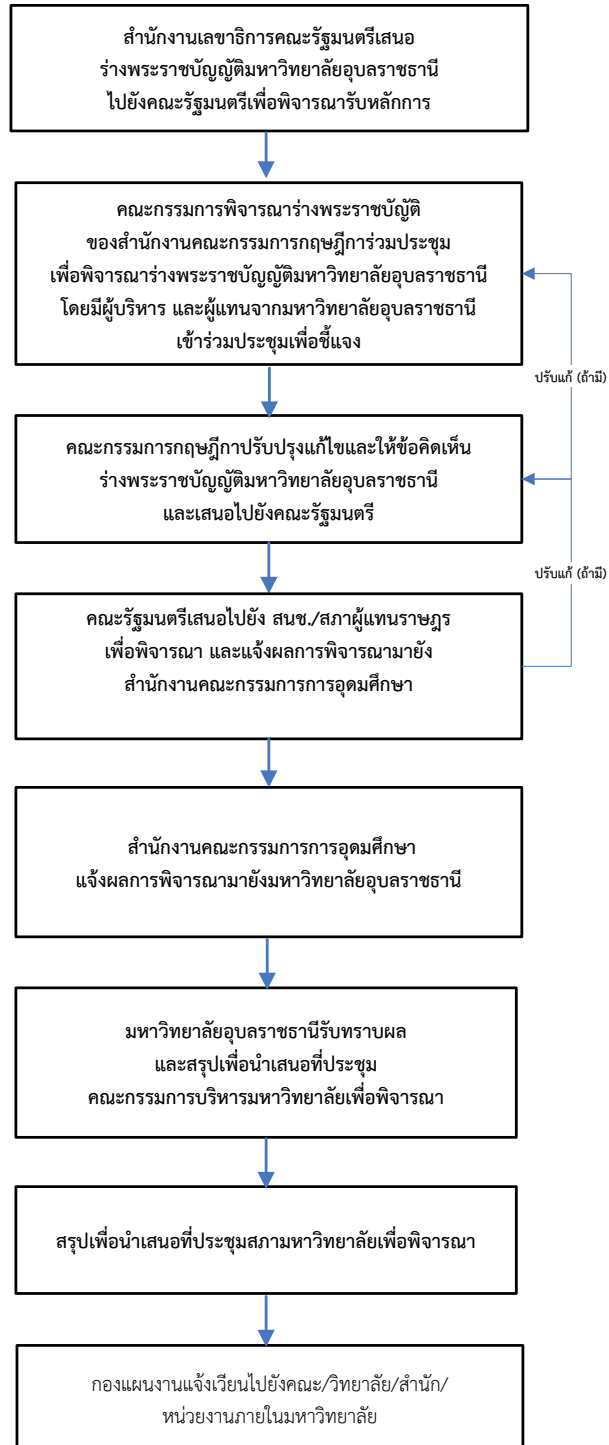 สำนักงานเลขาธิการคณะรัฐมนตรีเสนอ
ร่างพระราชบัญญัติมหาวิทยาลัยอุบลราชธานี
ไปยังคณะรัฐมนตรีเพื่อพิจารณารับหลักการ
คณะกรรมการพิจารณาร่างพระราชบัญัติ
ของสำนักงานคณะกรรมการกฤษฎีการ่วมประชุม
เพื่อพิจารณาร่างพระราชบัญญัติมหาวิทยาลัยอุบลราชธานี
โดยมีผู้บริหาร และผู้แทนจากมหาวิทยาลัยอุบลราชธานี
เข้าร่วมประชุมเพื่อชี้แจง
ปรับแก้ (ถ้ามี)
คณะกรรมการกฤษฎีกาปรับปรุงแก้ไขและให้ข้อคิดเห็น
ร่างพระราชบัญญัติมหาวิทยาลัยอุบลราชธานี
และเสนอไปยังคณะรัฐมนตรี
ปรับแก้ (ถ้ามี)
คณะรัฐมนตรีเสนอไปยัง สนช./สภาผู้แทนราษฎร
เพื่อพิจารณา และแจ้งผลการพิจารณามายัง
สำนักงานคณะกรรมการการอุดมศึกษา
สำนักงานคณะกรรมการการอุดมศึกษา
แจ้งผลการพิจารณามายังมหาวิทยาลัยอุบลราชธานี
มหาวิทยาลัยอุบลราชธานีรับทราบผล
และสรุปเพื่อนำเสนอที่ประชุม
คณะกรรมการบริหารมหาวิทยาลัยเพื่อพิจารณา
สรุปเพื่อนำเสนอที่ประชุมสภามหาวิทยาลัยเพื่อพิจารณา
กองแผนงานแจ้งเวียนไปยังคณะ/วิทยาลัย/สำนัก/
หน่วยงานภายในมหาวิทยาลัย